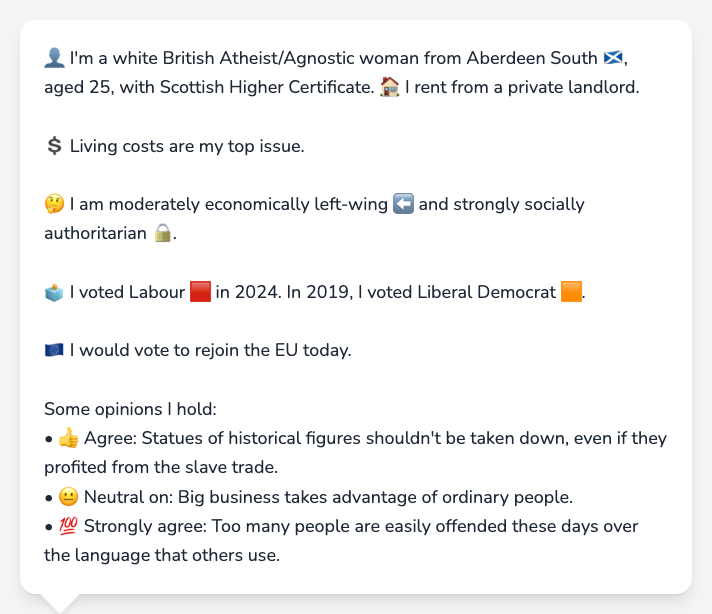 👤 I'm a white British Atheist/Agnostic woman from Aberdeen South 🏴󠁧󠁢󠁳󠁣󠁴󠁿,
aged 25, with Scottish Higher Certificate. 🏠 I rent from a private landlord.
💲 Living costs are my top issue.
🤔 I am moderately economically left-wing ⬅️ and strongly socially
authoritarian 🔒.
🗳️ I voted Labour 🟥 in 2024. In 2019, I voted Liberal Democrat 🟧.
🇪🇺 I would vote to rejoin the EU today.
Some opinions I hold:
• 👍 Agree: Statues of historical figures shouldn't be taken down, even if they
profited from the slave trade.
• 😐 Neutral on: Big business takes advantage of ordinary people.
• 💯 Strongly agree: Too many people are easily offended these days over
the language that others use.